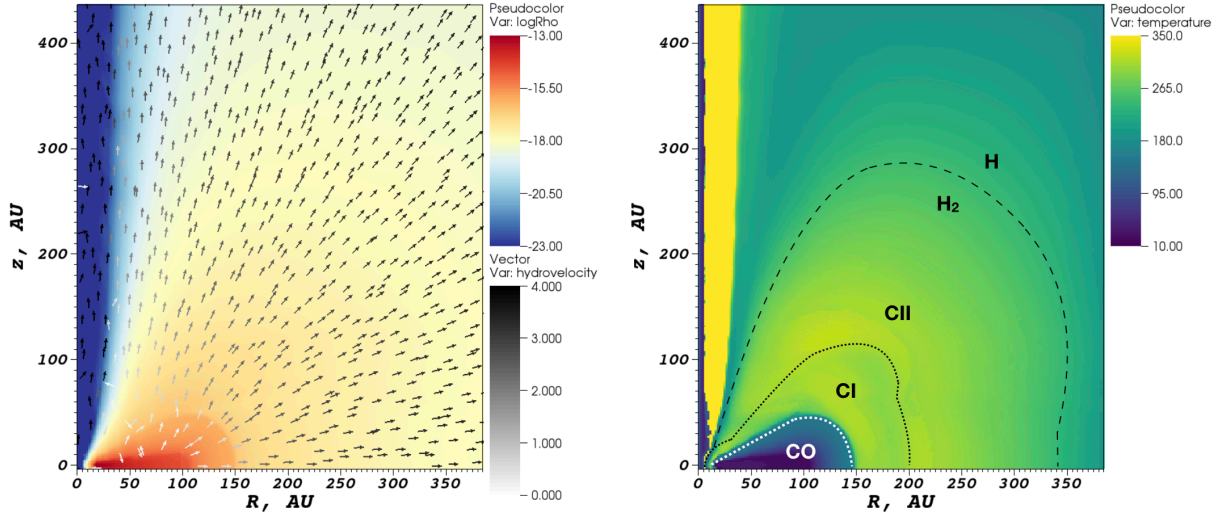 Pseudocolor
Var: logRho
-13.00
-15.50
-18.00
-20.50
-23.00
Vector
Var: hydrovelocity
4.000
3.000
2.000
1.000
0.000
400
300
200
100
0
z, AU
0 50 100 150 200 250 300 350
R, AU
Pseudocolor
Var: temperature
350.0
265.0
180.0
95.00
10.00
400
300
200
100
0
z, AU
H
H₂
CII
CI
CO
0 50 100 150 200 250 300 350
R, AU